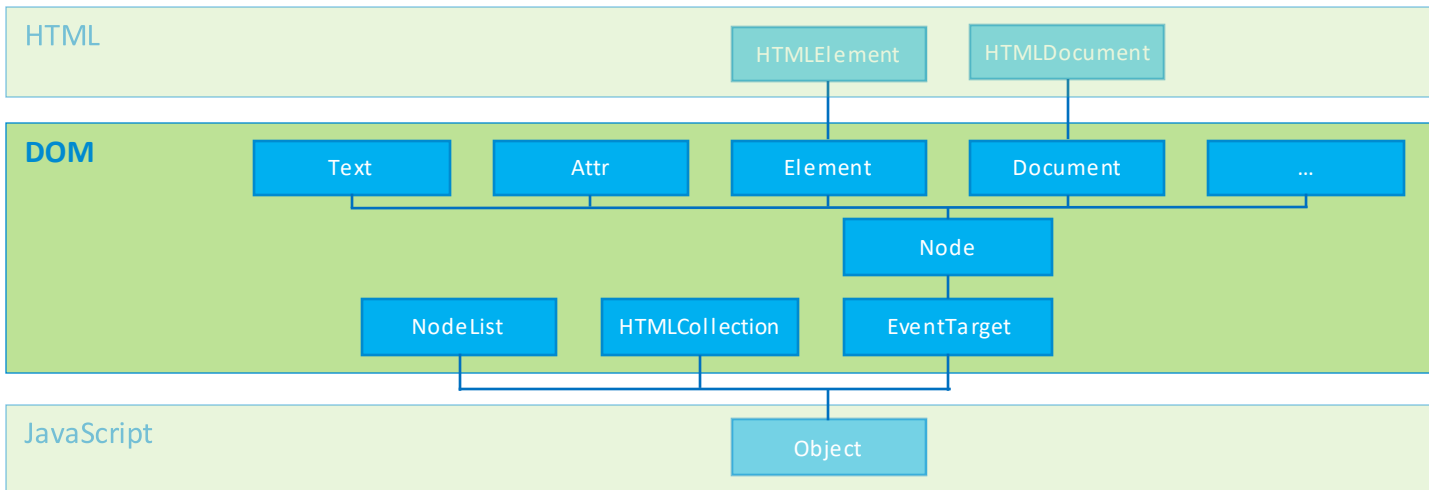 HTML
HTMLElement
HTMLDocument
DOM
Text
Attr
Element
Document
...
Node
NodeList
HTMLCollection
EventTarget
JavaScript
Object